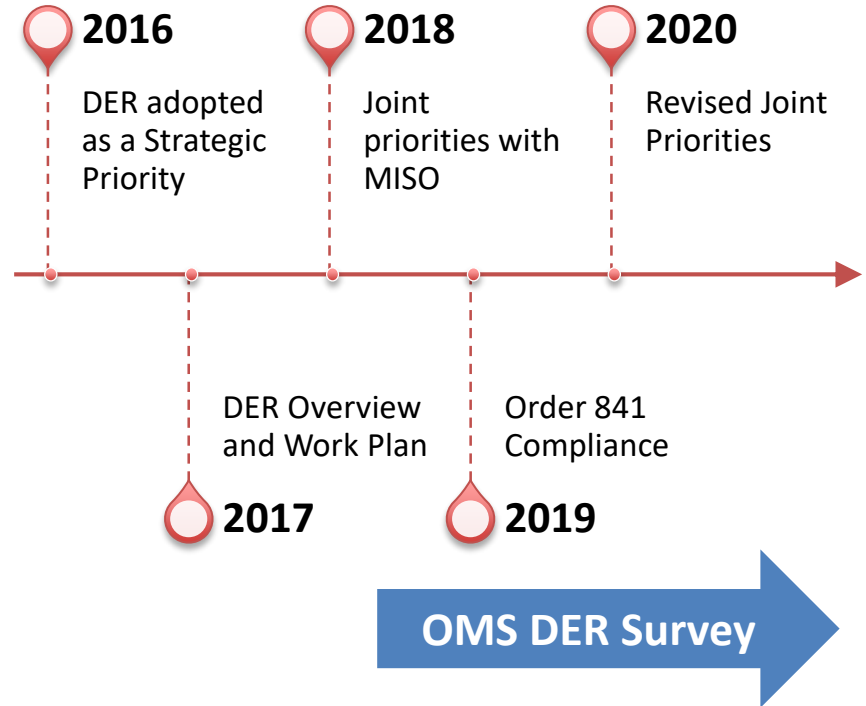 2016
DER adopted
as a Strategic
Priority
2018
Joint
priorities with
MISO
2020
Revised Joint
Priorities
DER Overview
and Work Plan
2017
Order 841
Compliance
2019
OMS DER Survey